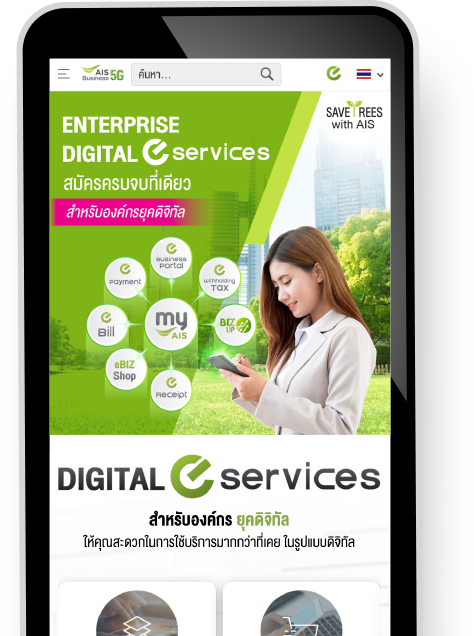 AIS
Business 5G
ค้นหา...
SAVE TREES
with AIS
ENTERPRISE
DIGITAL e services
สมัครครบจบที่เดียว
สำหรับองค์กรยุคดิจิทัล
e
Business
Portal
e
Payment
e
withholding
TAX
e
Bill
my
AIS
BIZ
UP
eBIZ
Shop
e
Receipt
DIGITAL e services
สำหรับองค์กร ยุคดิจิทัล
ให้คุณสะดวกในการใช้บริการมากกว่าที่เคย ในรูปแบบดิจิทัล